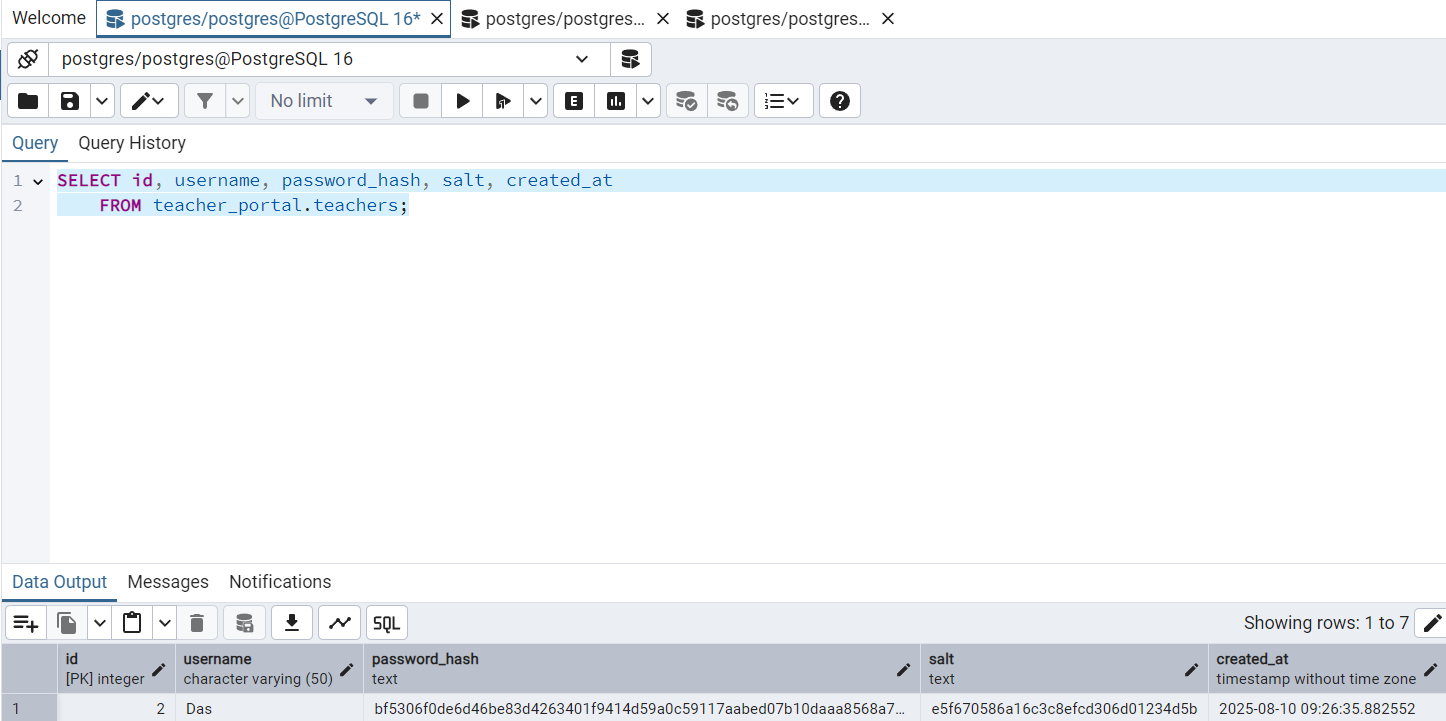 Welcome postgres/postgres@PostgreSQL 16* postgres/postgres... postgres/postgres...
postgres/postgres@PostgreSQL 16
No limit E
Query Query History
1 SELECT id, username, password_hash, salt, created_at
2 FROM teacher_portal.teachers;
Data Output Messages Notifications
SQL Showing rows: 1 to 7
id username password_hash salt created_at
[PK] integer character varying (50) text text timestamp without time zone
1 2 Das bf5306f0de6d46be83d4263401f9414d59a0c59117aabed07b10daaa8568a7... e5f670586a16c3c8efcd306d01234d5b 2025-08-10 09:26:35.882552